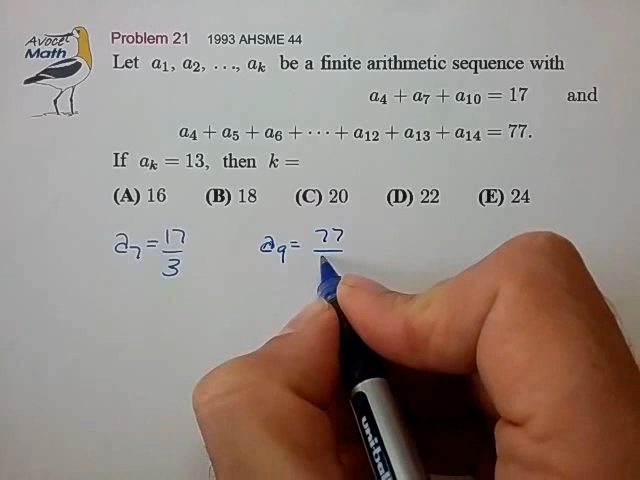 Avocet Math
Problem 21 1993 AHSME 44
Let a₁, a₂, ..., aₖ be a finite arithmetic sequence with
a₄ + a₇ + a₁₀ = 17 and
a₄ + a₅ + a₆ + ··· + a₁₂ + a₁₃ + a₁₄ = 77.
If aₖ = 13, then k =
(A) 16 (B) 18 (C) 20 (D) 22 (E) 24
a₇ = 17/3 a₉ = 77/
uni-ball